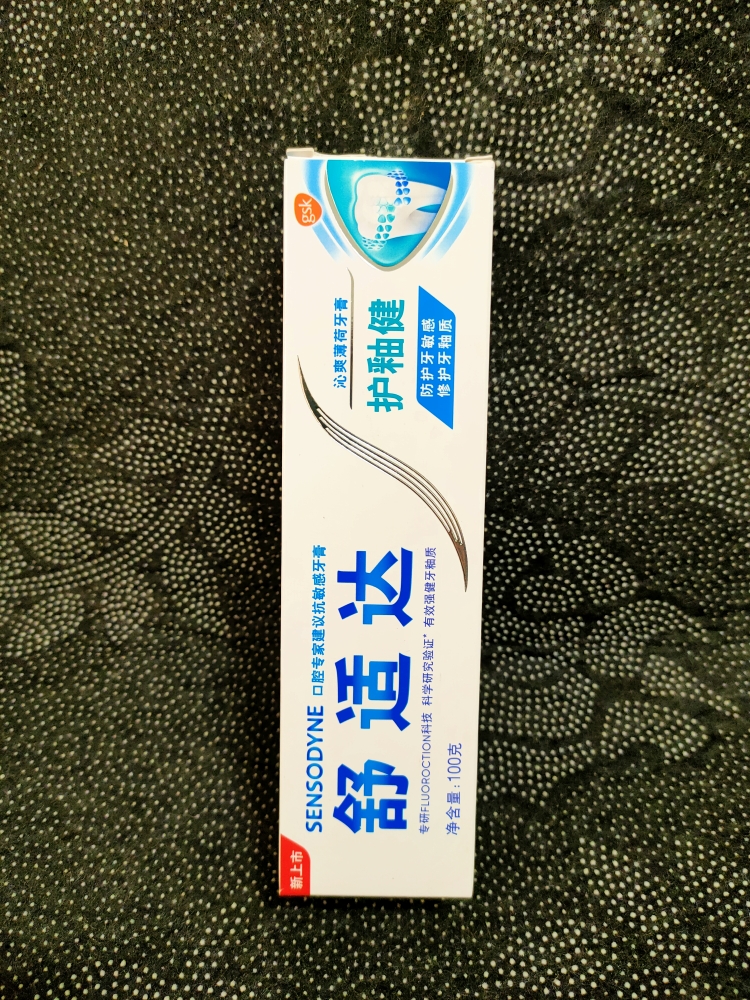 新上市
SENSODYNE 口腔专家建议抗敏感牙膏
舒适达
专研FLUOROCTION科技 科学研究验证* 有效强健牙釉质
净含量:100克
gsk
沁爽薄荷牙膏
护釉健
防护牙敏感
修护牙釉质